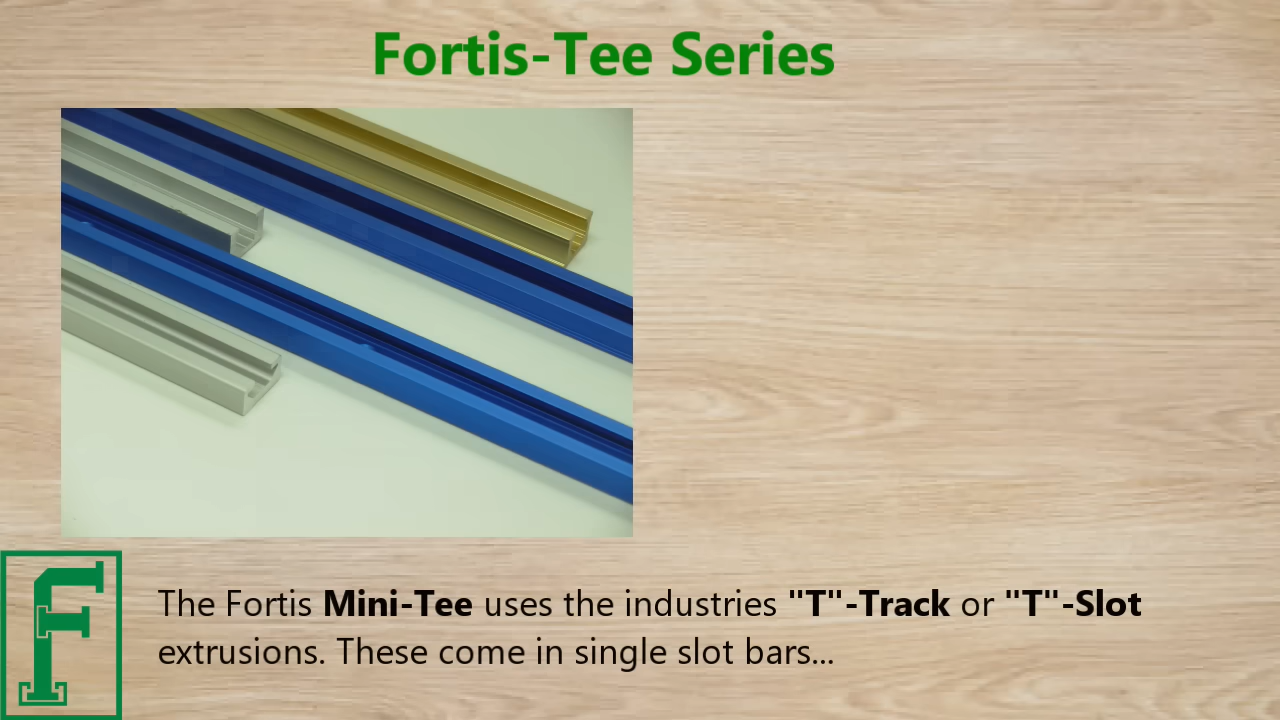 Fortis-Tee Series
The Fortis Mini-Tee uses the industries "T"-Track or "T"-Slot
extrusions. These come in single slot bars...
F